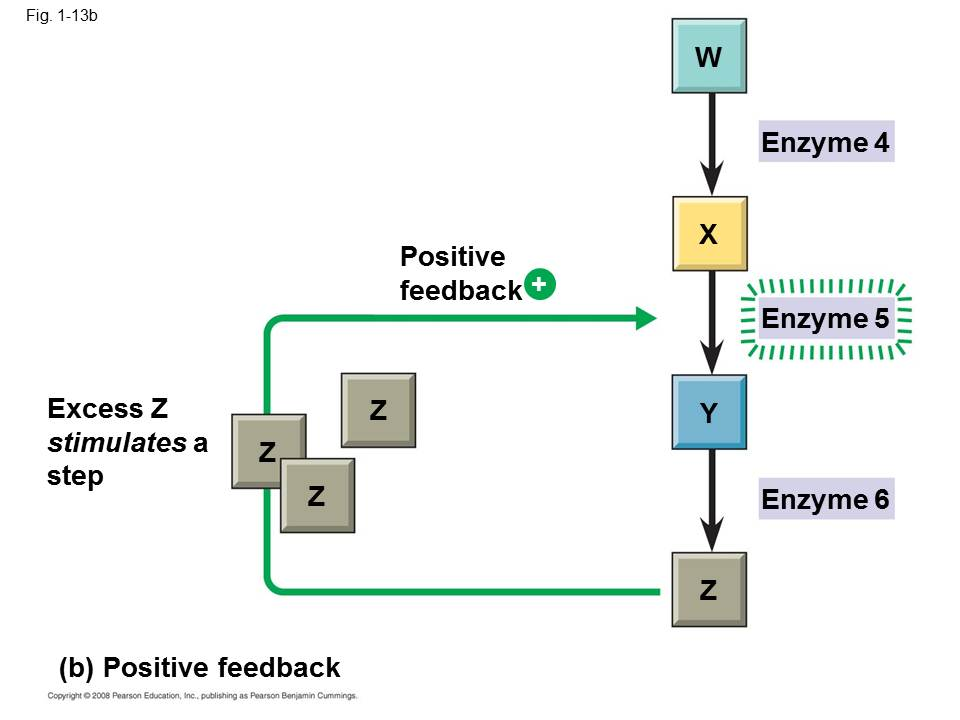 Fig. 1-13b
W
Enzyme 4
X
Positive
feedback +
Enzyme 5
Excess Z
stimulates a
step
Z
Z
Z
Y
Enzyme 6
Z
(b) Positive feedback
Copyright © 2008 Pearson Education, Inc., publishing as Pearson Benjamin Cummings.